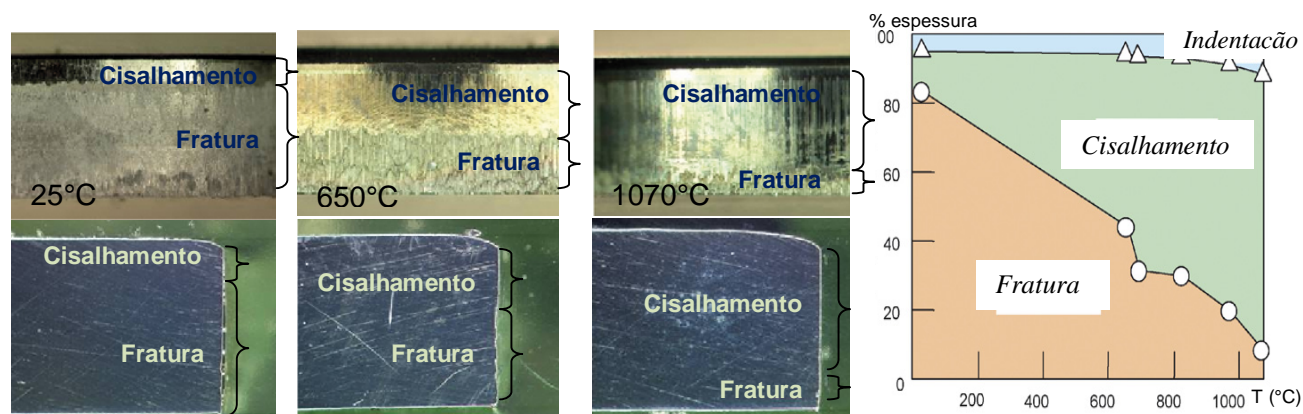 Cisalhamento
Fratura
25°C
Cisalhamento
Fratura
650°C
Cisalhamento
Fratura
1070°C
Cisalhamento
Fratura
Cisalhamento
Fratura
Cisalhamento
Fratura
% espessura
00
80
60
40
20
0
Indentacão
Cisalhamento
Fratura
200
400
600
800
1000
T (°C)